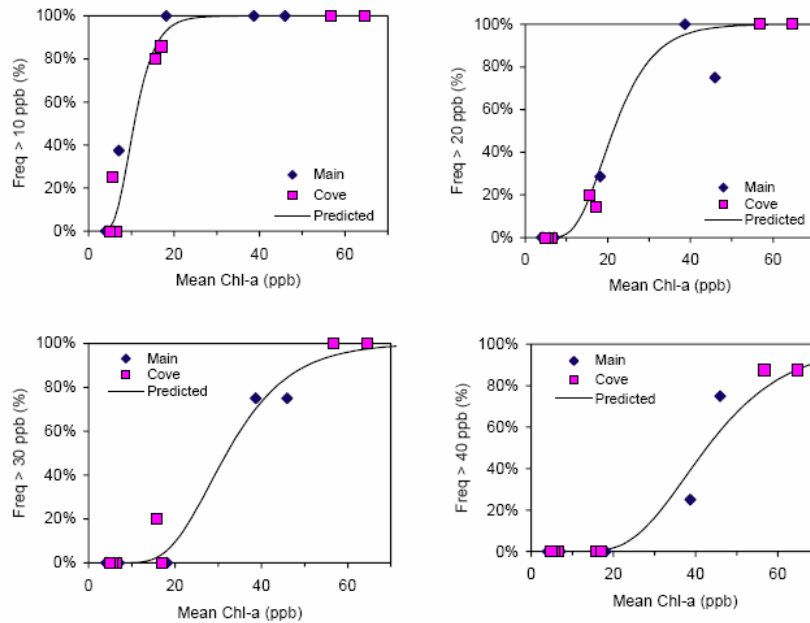 Freq > 10 ppb (%)
100%
80%
60%
40%
20%
0%
Main
Cove
Predicted
0 20 40 60
Mean Chl-a (ppb)
Freq > 20 ppb (%)
100%
80%
60%
40%
20%
0%
Main
Cove
Predicted
0 20 40 60
Mean Chl-a (ppb)
Freq > 30 ppb (%)
100%
80%
60%
40%
20%
0%
Main
Cove
Predicted
0 20 40 60
Mean Chl-a (ppb)
Freq > 40 ppb (%)
100%
80%
60%
40%
20%
0%
Main
Cove
Predicted
0 20 40 60
Mean Chl-a (ppb)